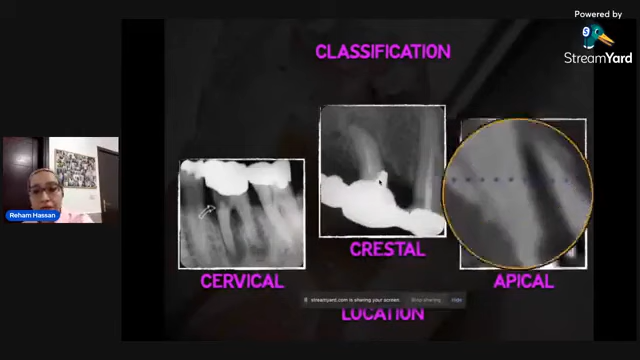 Powered by
StreamYard
CLASSIFICATION
Reham Hassan
CERVICAL
CRESTAL
APICAL
streamyard.com is sharing your screen.
Stop sharing
Hide
LOCATION